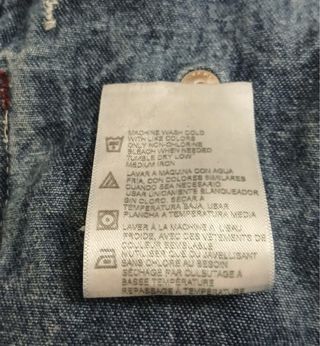 MACHINE WASH COLD
WITH LIKE COLORS
ONLY NON-CHLORINE
BLEACH WHEN NEEDED
TUMBLE DRY LOW
MEDIUM IRON
LAVAR A MAQUINA CON AGUA
FRIA, CON COLORES SIMILARES
CUANDO SEA NECESARIO
USAR UNICAMENTE BLANQUEADOR
SIN CLORO. SECAR A
TEMPERATURA BAJA, USAR
PLANCHA A TEMPERATURA MEDIA
LAVER À LA MACHINE À L'EAU
FROIDE, AVEC DES VÊTEMENTS DE
COULEUR SEMBLABLE
N'UTILISER QUE DU JAVELLISANT
SANS CHLORE AU BESOIN
SÉCHAGE PAR CULBUTAGE À
BASSE TEMPÉRATURE
REPASSAGE À TEMPÉRATURE